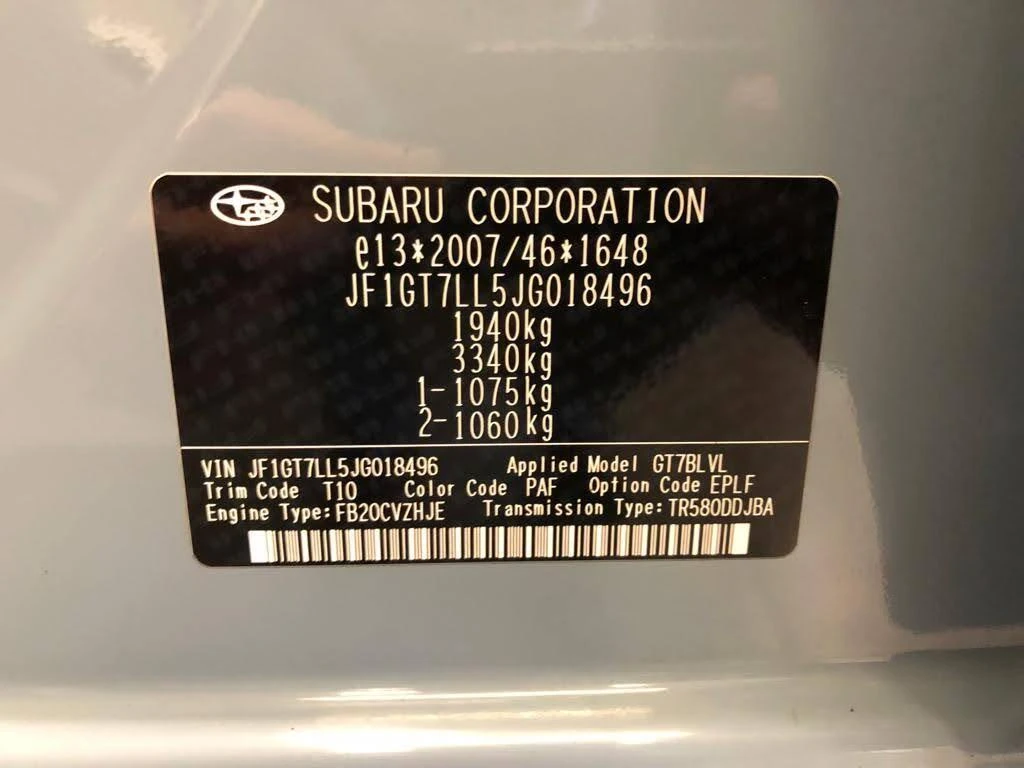 SUBARU CORPORATION
e13*2007/46*1648
JF1GT7LL5JG018496
1940kg
3340kg
1-1075kg
2-1060kg
VIN JF1GT7LL5JG018496 Applied Model GT7BLVL
Trim Code T10 Color Code PAF Option Code EPLF
Engine Type:FB20CVZHJE Transmission Type:TR580DDJBA